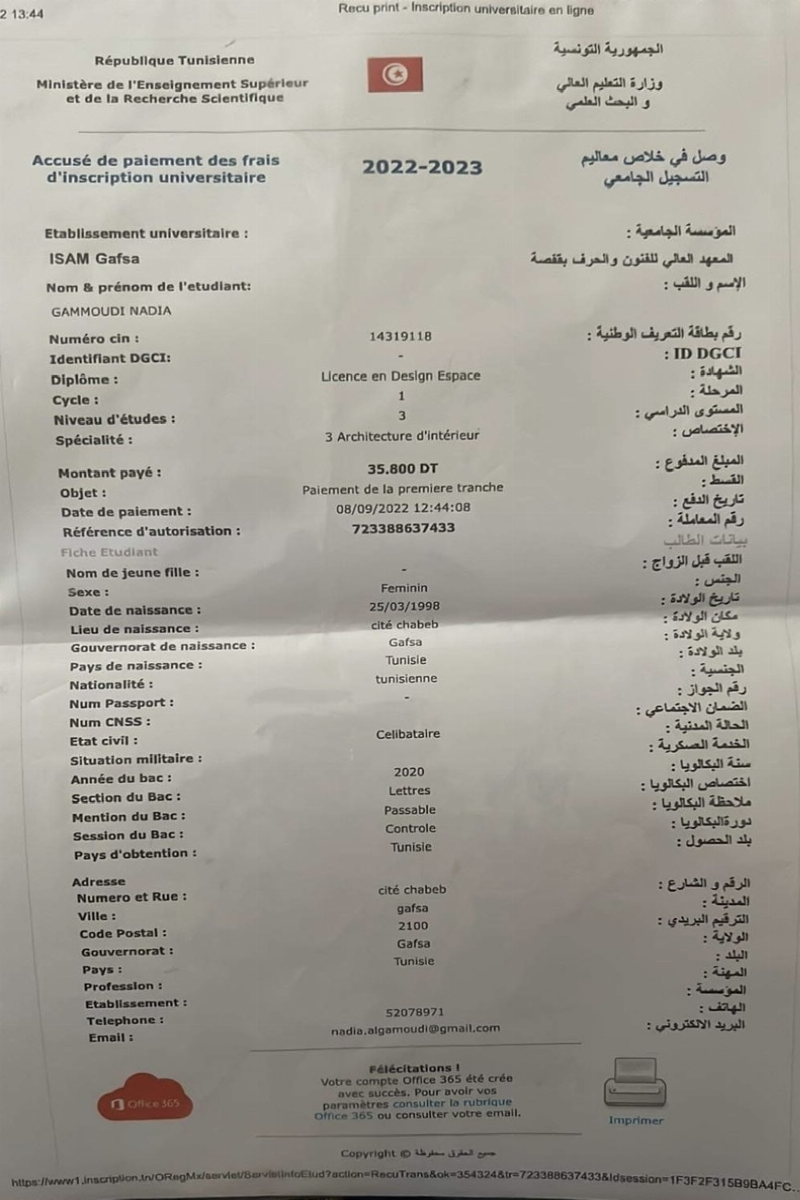 2 13:44
Recu print - Inscription universitaire en ligne
République Tunisienne
الجمهورية التونسية
Ministère de l'Enseignement Supérieur
et de la Recherche Scientifique
وزارة التعليم العالي
و البحث العلمي
Accusé de paiement des frais
d'inscription universitaire
2022-2023
وصل في خلاص معاليم
التسجيل الجامعي
Etablissement universitaire :
المؤسسة الجامعية :
ISAM Gafsa
المعهد العالي للفنون والحرف بقفصة
Nom & prénom de l'etudiant:
الإسم و اللقب :
GAMMOUDI NADIA
Numéro cin : 14319118 رقم بطاقة التعريف الوطنية :
Identifiant DGCI: - ID DGCI :
Diplôme : Licence en Design Espace الشهادة :
Cycle : 1 المرحلة :
Niveau d'études : 3 المستوى الدراسي :
Spécialité : 3 Architecture d'intérieur الإختصاص :
Montant payé : 35.800 DT المبلغ المدفوع :
Objet : Paiement de la premiere tranche القسط :
Date de paiement : 08/09/2022 12:44:08 تاريخ الدفع :
Référence d'autorisation : 723388637433 رقم المعاملة :
Fiche Etudiant بيانات الطالب
Nom de jeune fille : - اللقب قبل الزواج :
Sexe : Feminin الجنس :
Date de naissance : 25/03/1998 تاريخ الولادة :
Lieu de naissance : cité chabeb مكان الولادة :
Gouvernorat de naissance : Gafsa ولاية الولادة :
Pays de naissance : Tunisie بلد الولادة :
Nationalité : tunisienne الجنسية :
Num Passport : - رقم الجواز :
Num CNSS : الضمان الاجتماعي :
Etat civil : Celibataire الحالة المدنية :
Situation militaire : الخدمة العسكرية :
Année du bac : 2020 سنة البكالويا :
Section du Bac : Lettres اختصاص البكالويا :
Mention du Bac : Passable ملاحظة البكالويا :
Session du Bac : Controle دورةالبكالويا :
Pays d'obtention : Tunisie بلد الحصول :
Adresse
Numero et Rue : cité chabeb الرقم و الشارع :
Ville : gafsa المدينة :
Code Postal : 2100 الترقيم البريدي :
Gouvernorat : Gafsa الولاية :
Pays : Tunisie البلد :
Profession : المهنة :
Etablissement : المؤسسة :
Telephone : 52078971 الهاتف :
Email : nadia.algamoudi@gmail.com البريد الالكتروني :
Office 365
Félécitations !
Votre compte Office 365 été crée
avec succès. Pour avoir vos
paramètres consulter la rubrique
Office 365 ou consulter votre email.
Imprimer
Copyright © جميع الحقوق محفوظة
https://www1.inscription.tn/ORegMx/servlet/ServletInfoEtud?action=RecuTrans&ok=354324&tr=723388637433&Idsession=1F3F2F315B9BA4FC...